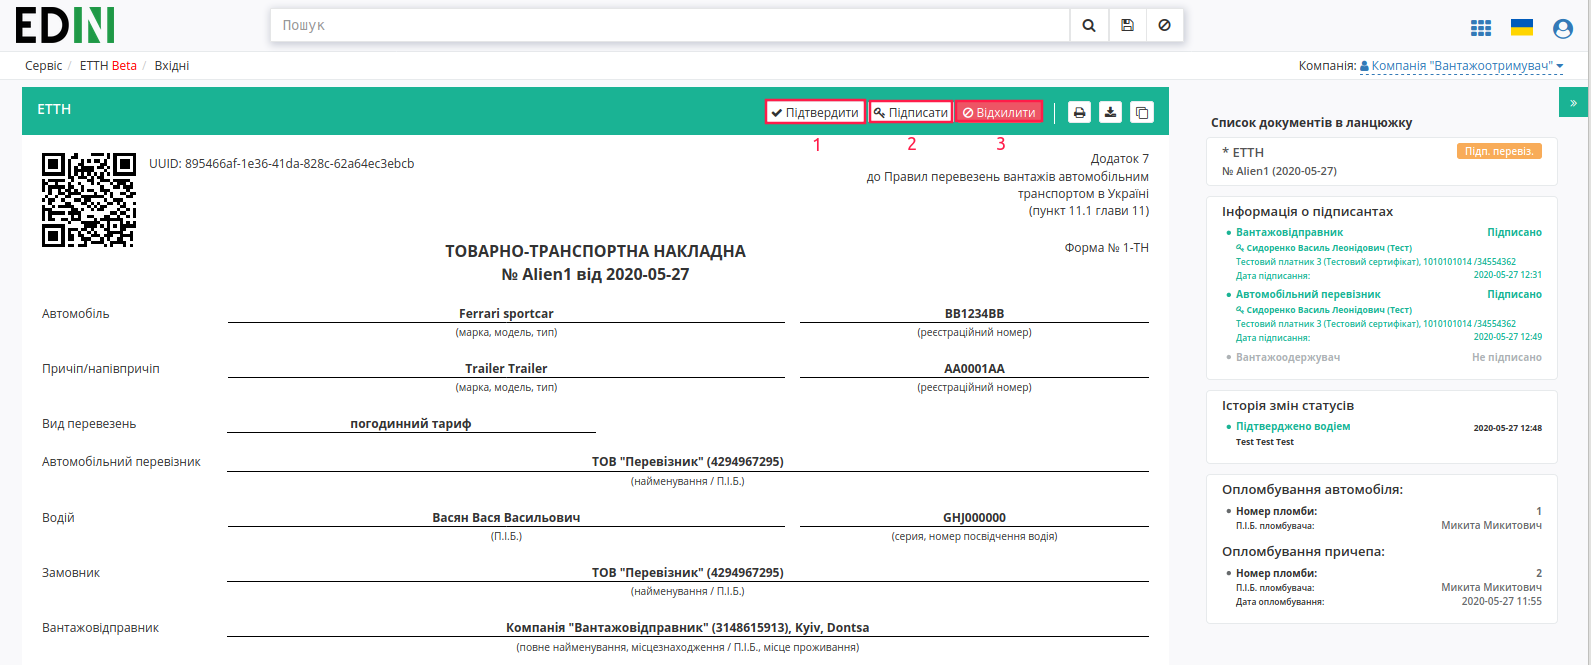 EDIN
Пошук
Сервіс / ЕТТН Beta / Вхідні
Компанія: Компанія "Вантажоотримувач"
ЕТТН
Підтвердити Підписати Відхилити
1 2 3
UUID: 895466af-1e36-41da-828c-62a64ec3ebcb
Додаток 7
до Правил перевезень вантажів автомобільним
транспортом в Україні
(пункт 11.1 глави 11)
Форма № 1-ТН
ТОВАРНО-ТРАНСПОРТНА НАКЛАДНА
№ Alien1 від 2020-05-27
Автомобіль Ferrari sportcar BB1234BB
(марка, модель, тип) (реєстраційний номер)
Причіп/напівпричіп Trailer Trailer AA0001AA
(марка, модель, тип) (реєстраційний номер)
Вид перевезень погодинний тариф
Автомобільний перевізник ТОВ "Перевізник" (4294967295)
(найменування / П.І.Б.)
Водій Васян Вася Васильович GHJ000000
(П.І.Б.) (серия, номер посвідчення водія)
Замовник ТОВ "Перевізник" (4294967295)
(найменування / П.І.Б.)
Вантажовідправник Компанія "Вантажовідправник" (3148615913), Kyiv, Dontsa
(повне найменування, місцезнаходження / П.І.Б., місце проживання)
»
Список документів в ланцюжку
* ЕТТН Підп. перевіз.
№ Alien1 (2020-05-27)
Інформація о підписантах
Вантажовідправник Підписано
Сидоренко Василь Леонідович (Тест)
Тестовий платник 3 (Тестовий сертифікат), 1010101014 /34554362
Дата підписання: 2020-05-27 12:31
Автомобільний перевізник Підписано
Сидоренко Василь Леонідович (Тест)
Тестовий платник 3 (Тестовий сертифікат), 1010101014 /34554362
Дата підписання: 2020-05-27 12:49
Вантажоодержувач Не підписано
Історія змін статусів
Підтверджено водієм 2020-05-27 12:48
Test Test Test
Опломбування автомобіля:
Номер пломби: 1
П.І.Б. пломбувача: Микита Микитович
Опломбування причепа:
Номер пломби: 2
П.І.Б. пломбувача: Микита Микитович
Дата опломбування: 2020-05-27 11:55